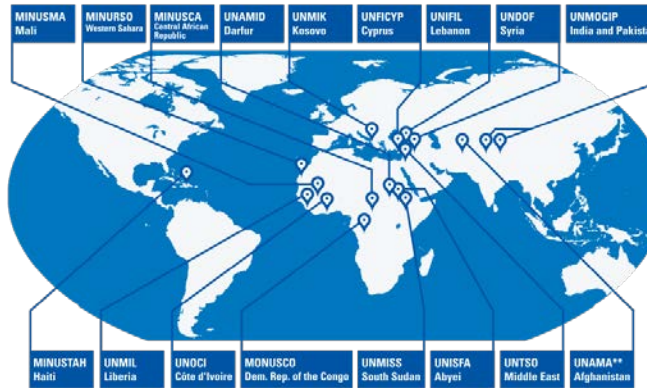 MINUSMA
Mali
MINURSO
Western Sahara
MINUSCA
Central African
Republic
UNAMID
Darfur
UNMIK
Kosovo
UNFICYP
Cyprus
UNIFIL
Lebanon
UNDOF
Syria
UNMOGIP
India and Pakista
MINUSTAH
Haiti
UNMIL
Liberia
UNOCI
Côte d'Ivoire
MONUSCO
Dem. Rep. of the Congo
UNMISS
South Sudan
UNISFA
Abyei
UNTSO
Middle East
UNAMA**
Afghanistan